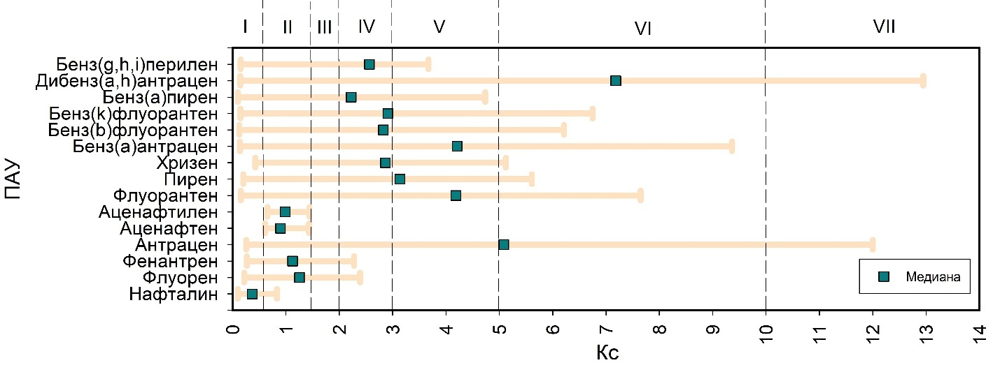 I II III IV V VI VII
Бенз(g,h,i)перилен
Дибенз(a,h)антрацен
Бенз(a)пирен
Бенз(k)флуорантен
Бенз(b)флуорантен
Бенз(a)антрацен
Хризен
Пирен
Флуорантен
Аценафтилен
Аценафтен
Антрацен
Фенантрен
Флуорен
Нафталин
ПАУ
Медиана
0 1 2 3 4 5 6 7 8 9 10 11 12 13 14
Кс